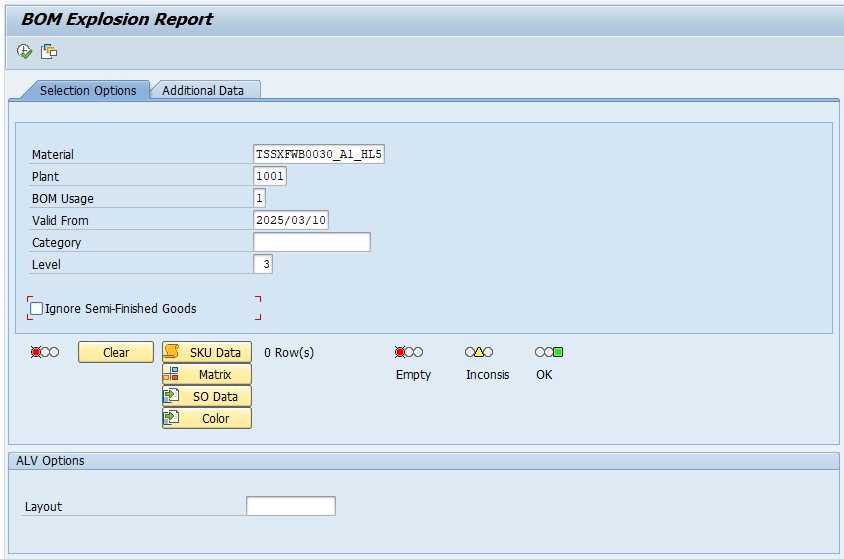 BOM Explosion Report
Selection Options Additional Data
Material TSSXFWB0030_A1_HL5
Plant 1001
BOM Usage 1
Valid From 2025/03/10
Category
Level 3
Ignore Semi-Finished Goods
Clear SKU Data 0 Row(s)
Matrix Empty Inconsis OK
SO Data
Color
ALV Options
Layout